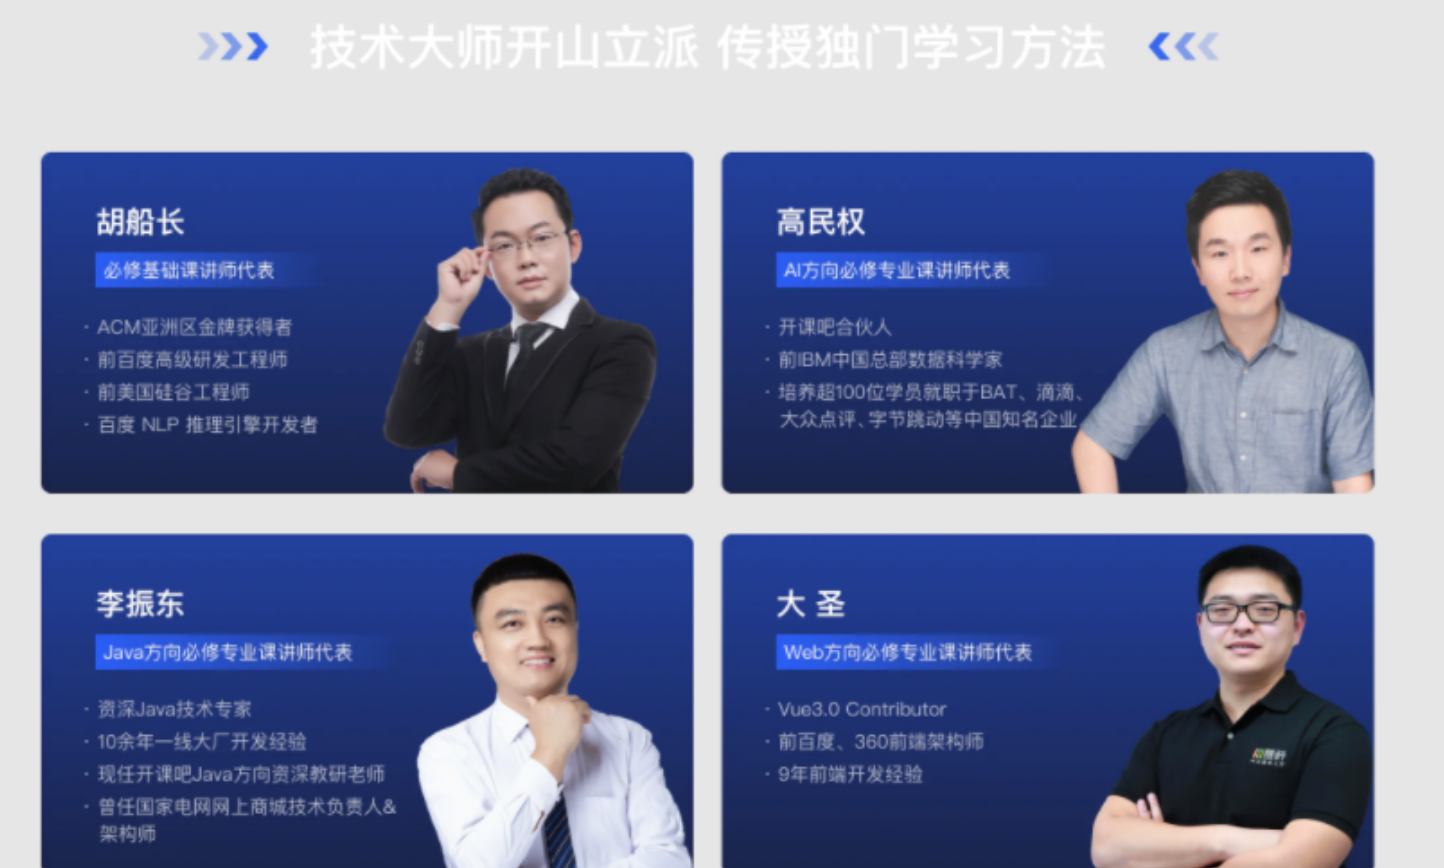 技术大师开山立派 传授独门学习方法
胡船长
必修基础课讲师代表
· ACM亚洲区金牌获得者
· 前百度高级研发工程师
· 前美国硅谷工程师
· 百度 NLP 推理引擎开发者
高民权
AI方向必修专业课讲师代表
· 开课吧合伙人
· 前IBM中国总部数据科学家
· 培养超100位学员就职于BAT、滴滴、
大众点评、字节跳动等中国知名企业
李振东
Java方向必修专业课讲师代表
· 资深Java技术专家
· 10余年一线大厂开发经验
· 现任开课吧Java方向资深教研老师
· 曾任国家电网网上商城技术负责人&
架构师
大 圣
Web方向必修专业课讲师代表
· Vue3.0 Contributor
· 前百度、360前端架构师
· 9年前端开发经验